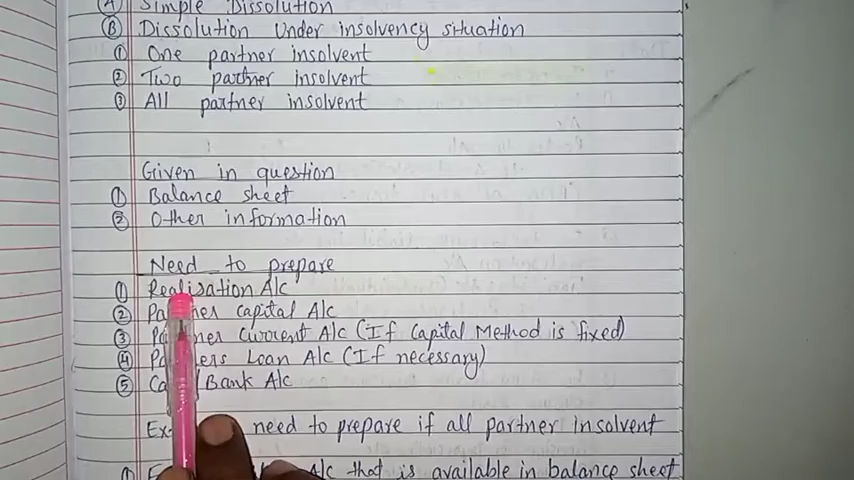 Ⓐ Simple Dissolution
Ⓑ Dissolution Under insolvency situation
① One partner insolvent
② Two partner insolvent
③ All partner insolvent
Given in question
① Balance sheet
② Other information
Need to prepare
① Realisation A/c
② Partner capital A/c
③ Partner Current A/c (If Capital Method is fixed)
④ Partners Loan A/c (If necessary)
⑤ Cash/Bank A/c
need to prepare if all partner insolvent
A/c that is available in balance sheet